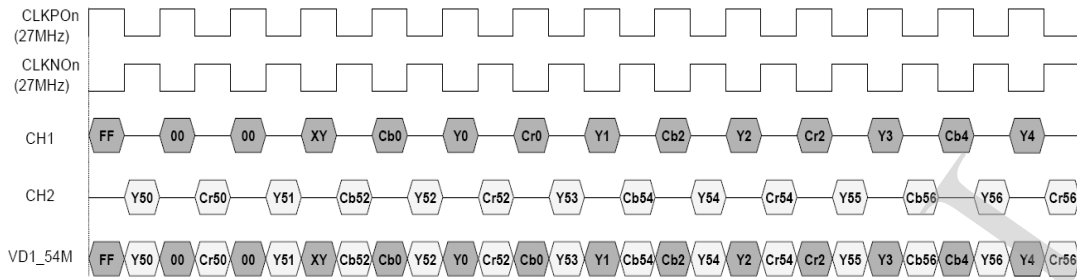 CLKPOn
(27MHz)
CLKNOn
(27MHz)
CH1 FF 00 00 XY Cb0 Y0 Cr0 Y1 Cb2 Y2 Cr2 Y3 Cb4 Y4
CH2 Y50 Cr50 Y51 Cb52 Y52 Cr52 Y53 Cb54 Y54 Cr54 Y55 Cb56 Y56 Cr56
VD1_54M FF Y50 00 Cr50 00 Y51 XY Cb52 Cb0 Y52 Y0 Cr52 Cb0 Y53 Y1 Cb54 Cb2 Y54 Y2 Cr54 Cr2 Y55 Y3 Cb56 Cb4 Y56 Y4 Cr56